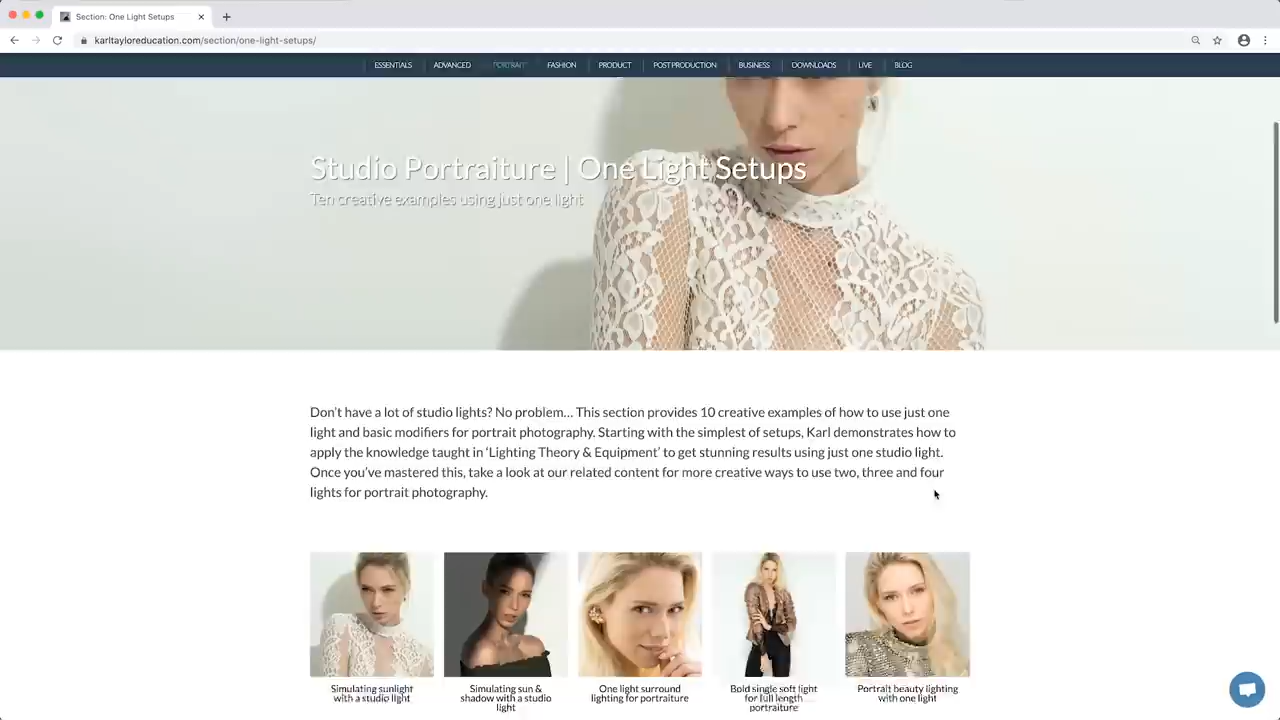 Section: One Light Setups
karltayloreducation.com/section/one-light-setups/
ESSENTIALS ADVANCED PORTRAIT FASHION PRODUCT POST PRODUCTION BUSINESS DOWNLOADS LIVE BLOG
Studio Portraiture | One Light Setups
Ten creative examples using just one light
Don't have a lot of studio lights? No problem… This section provides 10 creative examples of how to use just one
light and basic modifiers for portrait photography. Starting with the simplest of setups, Karl demonstrates how to
apply the knowledge taught in ‘Lighting Theory & Equipment’ to get stunning results using just one studio light.
Once you've mastered this, take a look at our related content for more creative ways to use two, three and four
lights for portrait photography.
Simulating sunlight
with a studio light
Simulating sun &
shadow with a studio
light
One light surround
lighting for portraiture
Bold single soft light
for full length
portraiture
Portrait beauty lighting
with one light